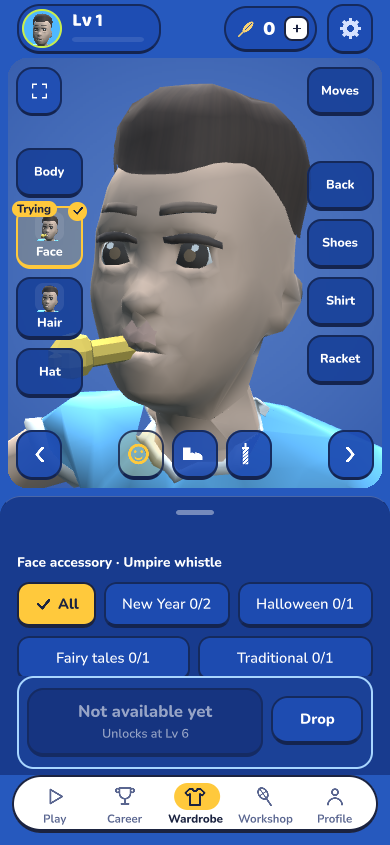 Lv 1
0
+
Moves
Body
Back
Trying
Face
Shoes
Hair
Shirt
Hat
Racket
Face accessory · Umpire whistle
All
New Year 0/2
Halloween 0/1
Fairy tales 0/1
Traditional 0/1
Not available yet
Unlocks at Lv 6
Drop
Play
Career
Wardrobe
Workshop
Profile